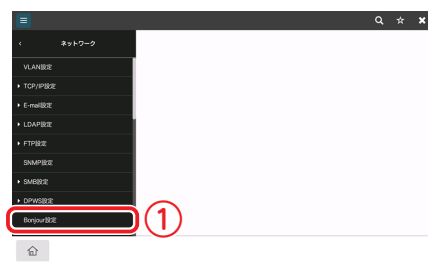 ネットワーク
VLAN設定
TCP/IP設定
E-mail設定
LDAP設定
FTP設定
SNMP設定
SMB設定
DPWS設定
Bonjour設定
①